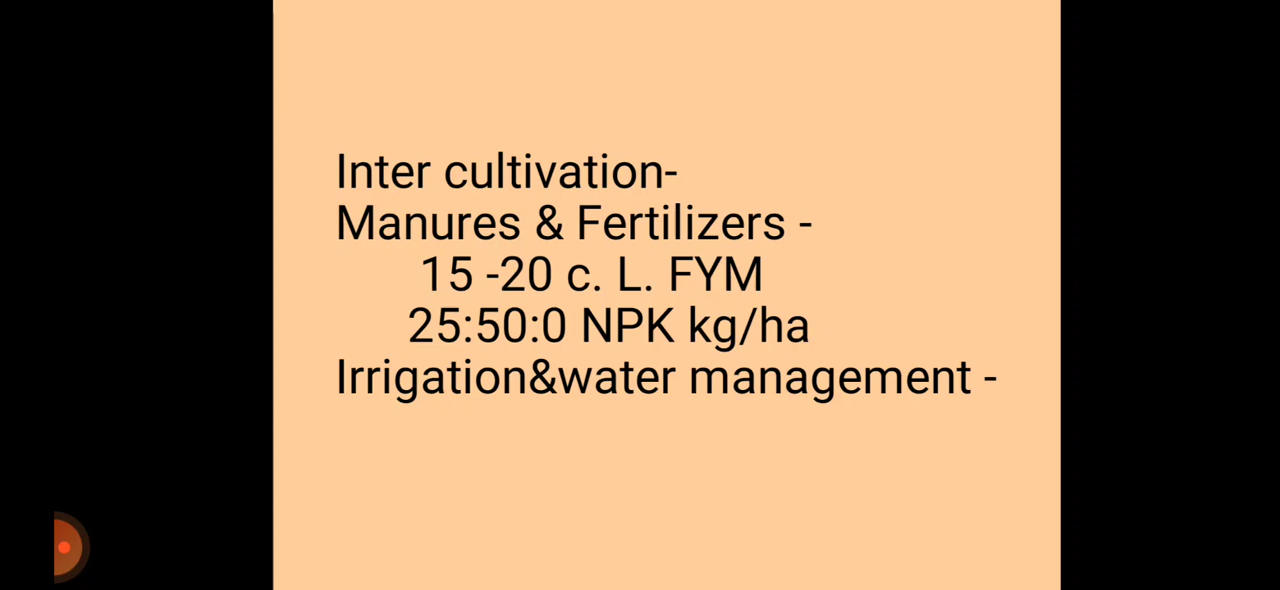 Inter cultivation-
Manures & Fertilizers -
15 -20 c. L. FYM
25:50:0 NPK kg/ha
Irrigation&water management -